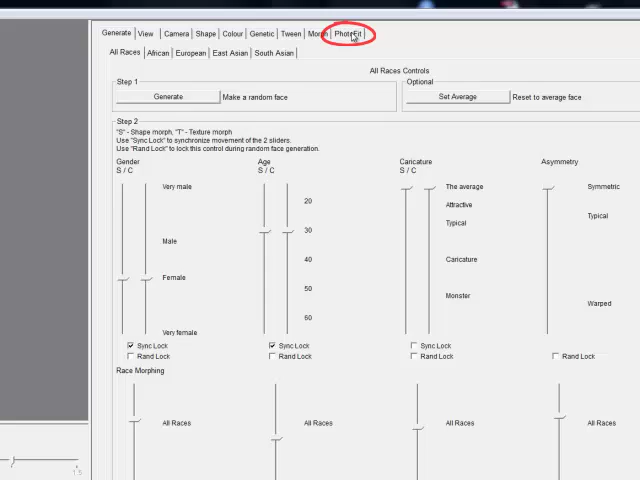 Generate View Camera Shape Colour Genetic Tween Morph PhotoFit
All Races African European East Asian South Asian
All Races Controls
Step 1
Optional
Generate Make a random face
Set Average Reset to average face
Step 2
"S" - Shape morph, "T" - Texture morph
Use "Sync Lock" to synchronize movement of the 2 sliders.
Use "Rand Lock" to lock this control during random face generation.
Gender Age Caricature Asymmetry
S / C S / C S / C
Very male 20 The average Symmetric
Attractive
Typical Typical
Male 30
40 Caricature
Female
50 Monster Warped
60
Very female
Sync Lock Sync Lock Sync Lock
Rand Lock Rand Lock Rand Lock Rand Lock
Race Morphing
All Races All Races All Races All Races
1.5